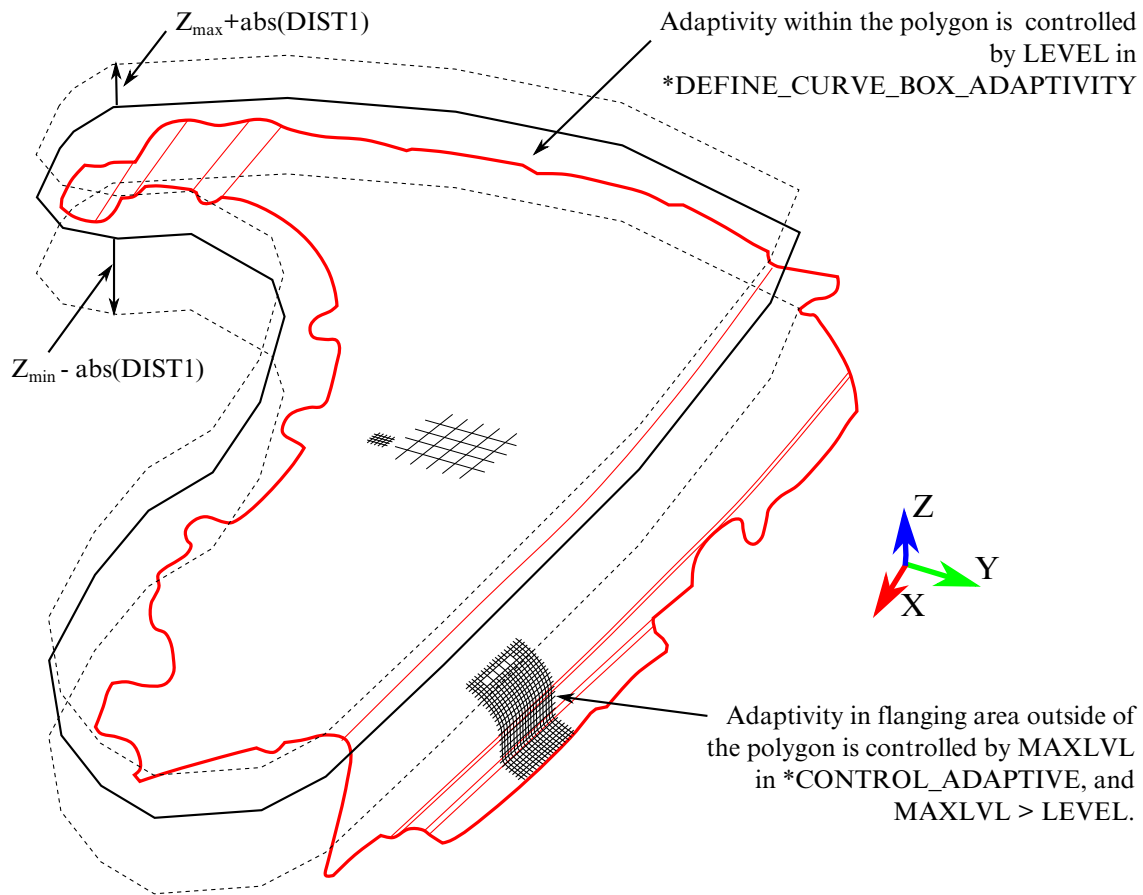 Zmax+abs(DIST1)
Adaptivity within the polygon is controlled
by LEVEL in
*DEFINE_CURVE_BOX_ADAPTIVITY
Zmin - abs(DIST1)
Z
Y
X
Adaptivity in flanging area outside of
the polygon is controlled by MAXLVL
in *CONTROL_ADAPTIVE, and
MAXLVL > LEVEL.